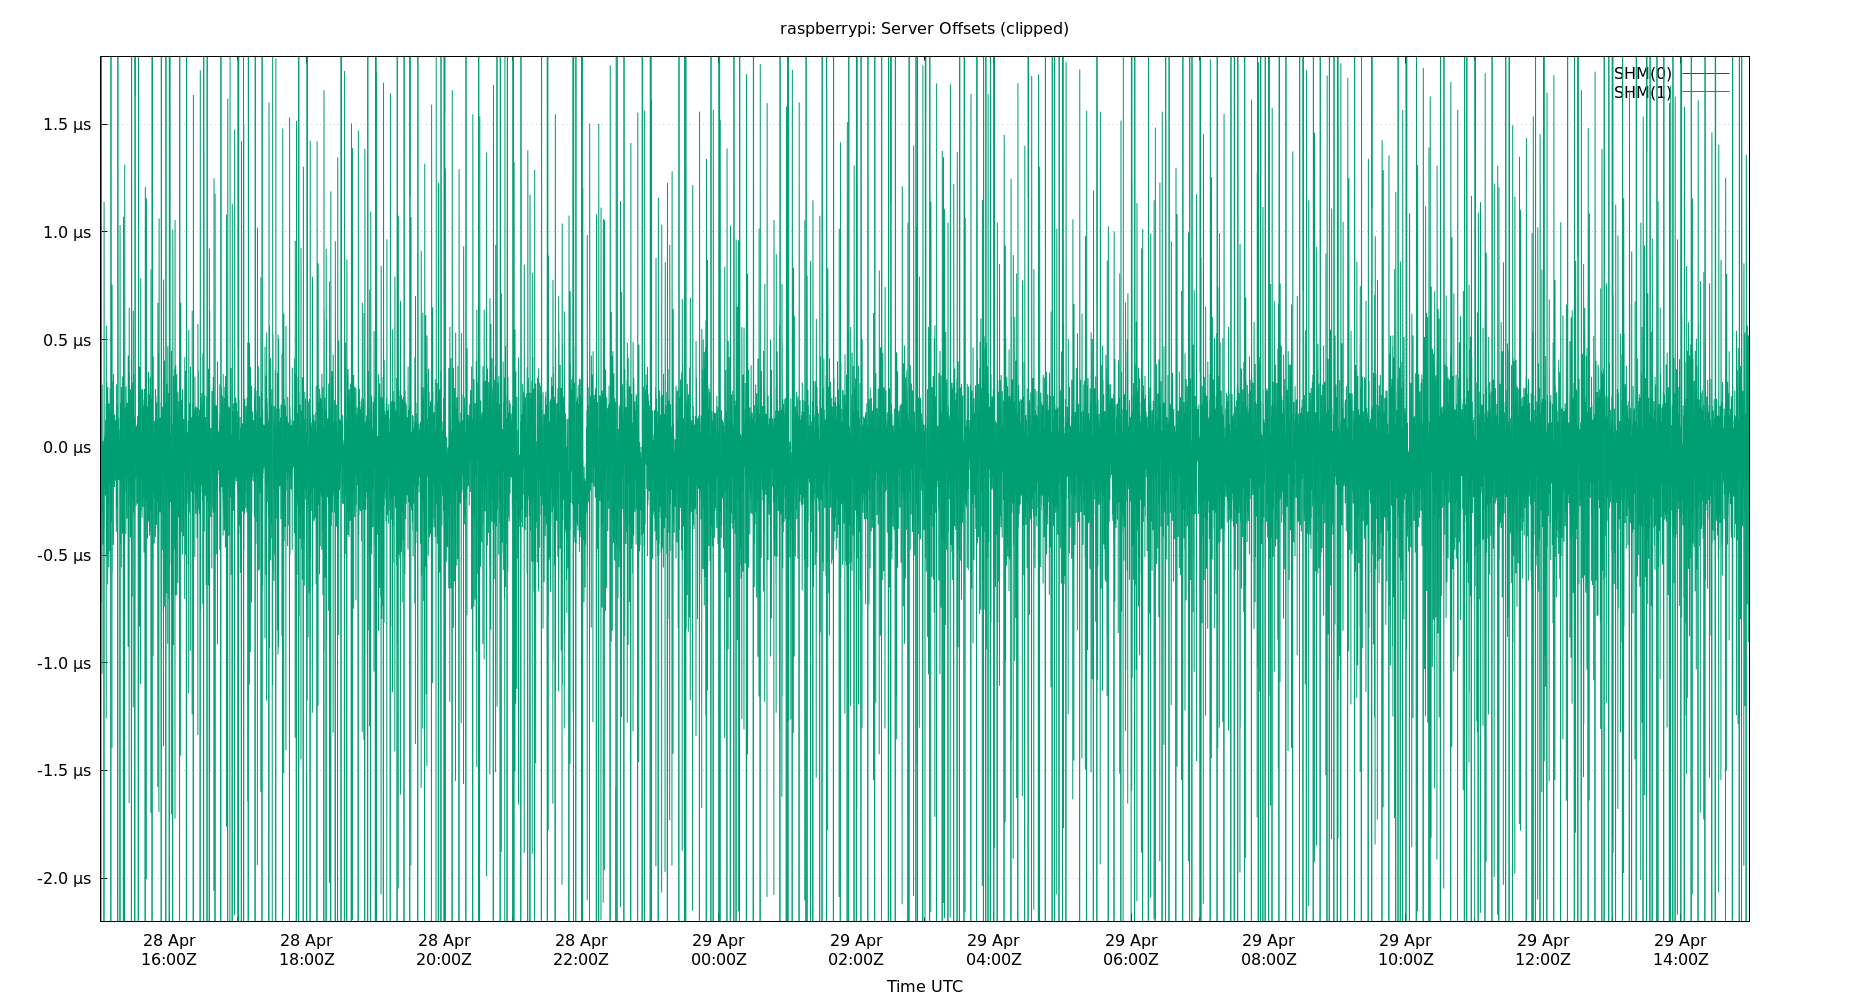 raspberrypi: Server Offsets (clipped)
SHM(0)
SHM(1)
1.5 µs
1.0 µs
0.5 µs
0.0 µs
-0.5 µs
-1.0 µs
-1.5 µs
-2.0 µs
28 Apr 28 Apr 28 Apr 28 Apr 29 Apr 29 Apr 29 Apr 29 Apr 29 Apr 29 Apr 29 Apr 29 Apr
16:00Z 18:00Z 20:00Z 22:00Z 00:00Z 02:00Z 04:00Z 06:00Z 08:00Z 10:00Z 12:00Z 14:00Z
Time UTC